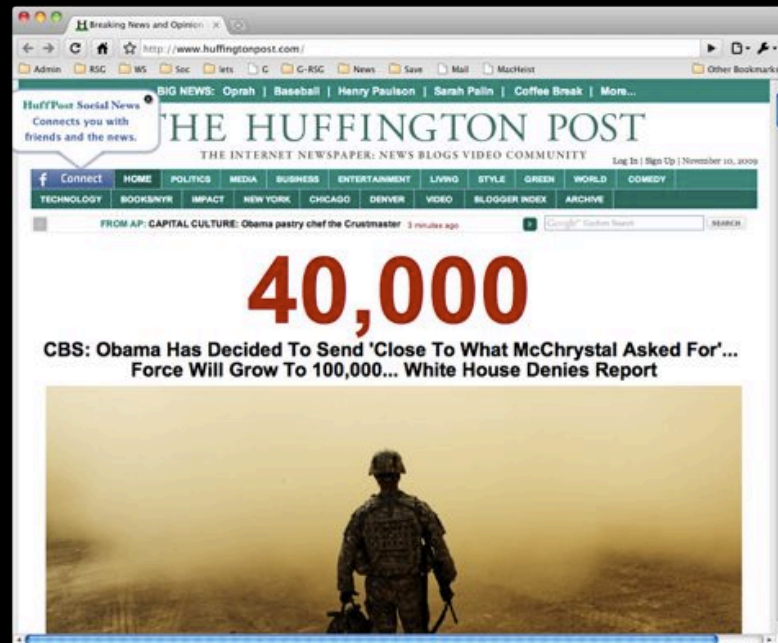 Breaking News and Opinion
http://www.huffingtonpost.com/
Admin RSG WS Soc lets G G-RSG News Save Mail MacHeist Other Bookmarks
BIG NEWS: Oprah | Baseball | Henry Paulson | Sarah Palin | Coffee Break | More...
HuffPost Social News
Connects you with
friends and the news.
THE HUFFINGTON POST
THE INTERNET NEWSPAPER: NEWS BLOGS VIDEO COMMUNITY
Log In | Sign Up | November 10, 2009
f Connect HOME POLITICS MEDIA BUSINESS ENTERTAINMENT LIVING STYLE GREEN WORLD COMEDY
TECHNOLOGY BOOKS/NYR IMPACT NEW YORK CHICAGO DENVER VIDEO BLOGGER INDEX ARCHIVE
FROM AP: CAPITAL CULTURE: Obama pastry chef the Crustmaster 3 minutes ago Google Custom Search SEARCH
40,000
CBS: Obama Has Decided To Send 'Close To What McChrystal Asked For'...
Force Will Grow To 100,000... White House Denies Report